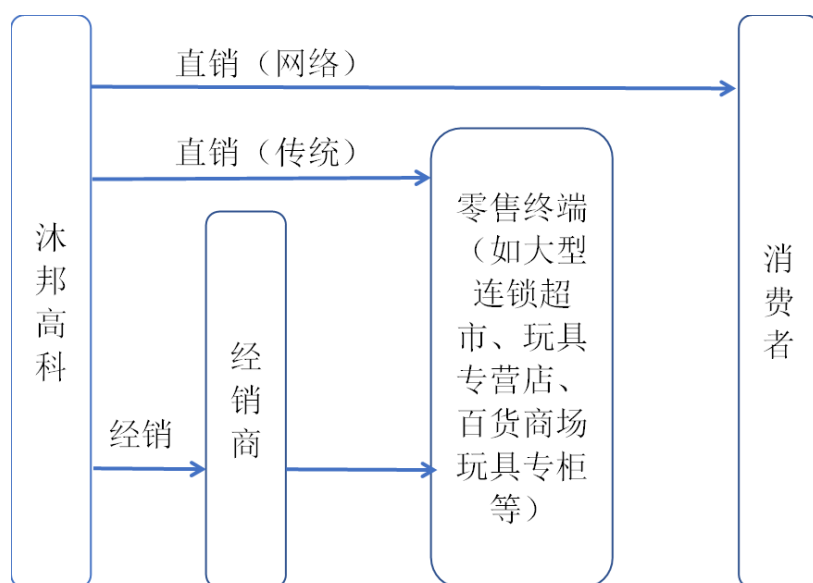 直销（网络）
直销（传统）
沐邦高科
经销
经销商
零售终端
（如大型
连锁超
市、玩具
专营店、
百货商场
玩具专柜
等）
消费者